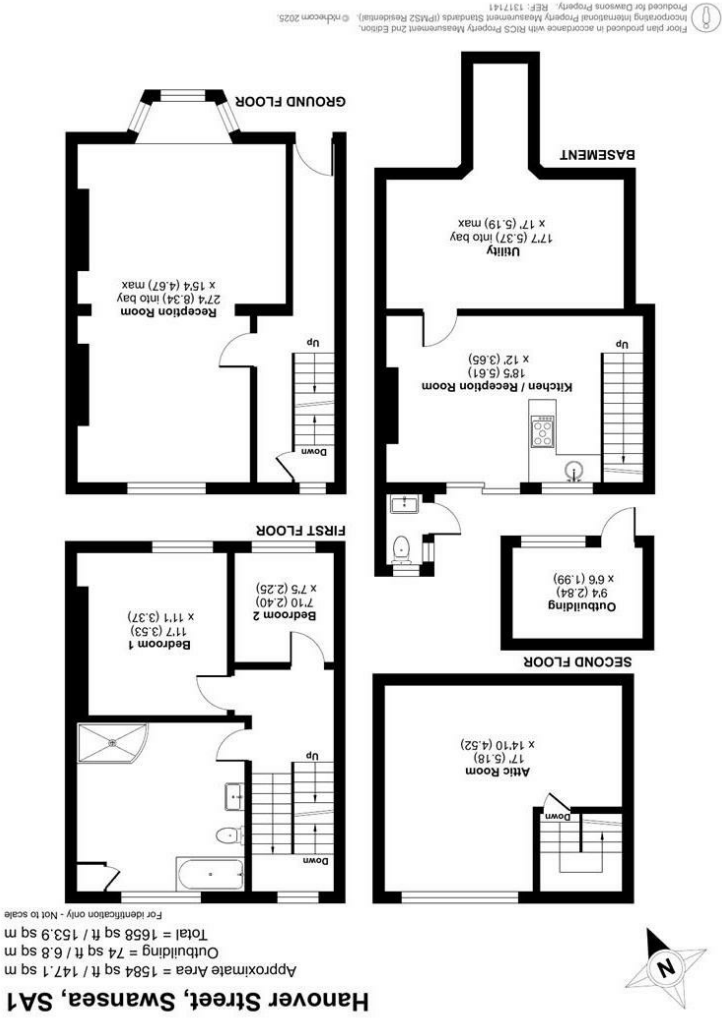 Hanover Street, Swansea, SA1
Approximate Area = 1584 sq ft / 147.1 sq m
Outbuilding = 74 sq ft / 6.8 sq m
Total = 1658 sq ft / 153.9 sq m
For identification only - Not to scale
N
Down
Up
Attic Room
17' (5.18)
x 14'10 (4.52)
Down
SECOND FLOOR
Bedroom 1
11'7 (3.53)
x 11'1 (3.37)
Bedroom 2
7'10 (2.40)
x 7'5 (2.25)
FIRST FLOOR
Outbuilding
9'4 (2.84)
x 6'6 (1.99)
Kitchen / Reception Room
18'5 (5.61)
x 12' (3.65)
Up
Utility
17'7 (5.37) into bay
x 17' (5.19) max
BASEMENT
Down
Up
Reception Room
27'4 (8.34) into bay
x 15'4 (4.67) max
GROUND FLOOR
Floor plan produced in accordance with RICS Property Measurement 2nd Edition,
Incorporating International Property Measurement Standards (IPMS2 Residential). © nichecom 2025.
Produced for Dawsons Property. REF: 1317141